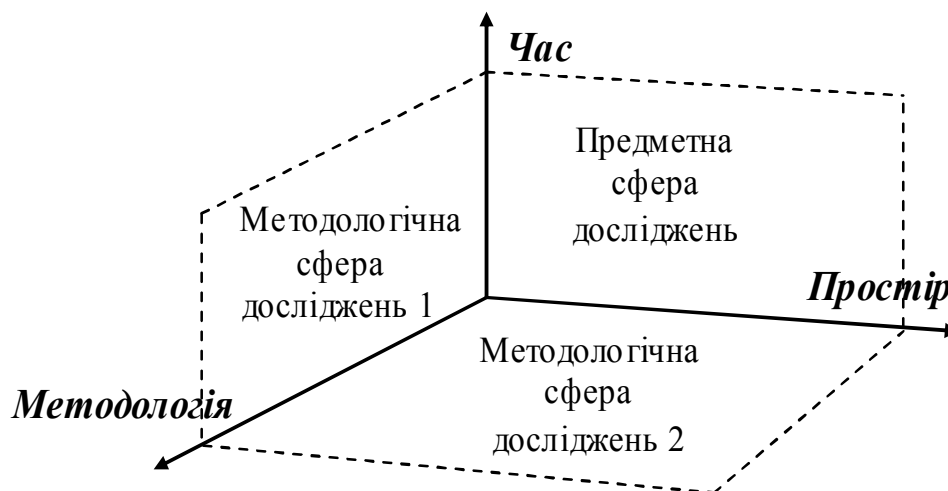 Час
Предметна
сфера
досліджень
Методологічна
сфера
досліджень 1
Простір
Методологічна
сфера
досліджень 2
Методологія